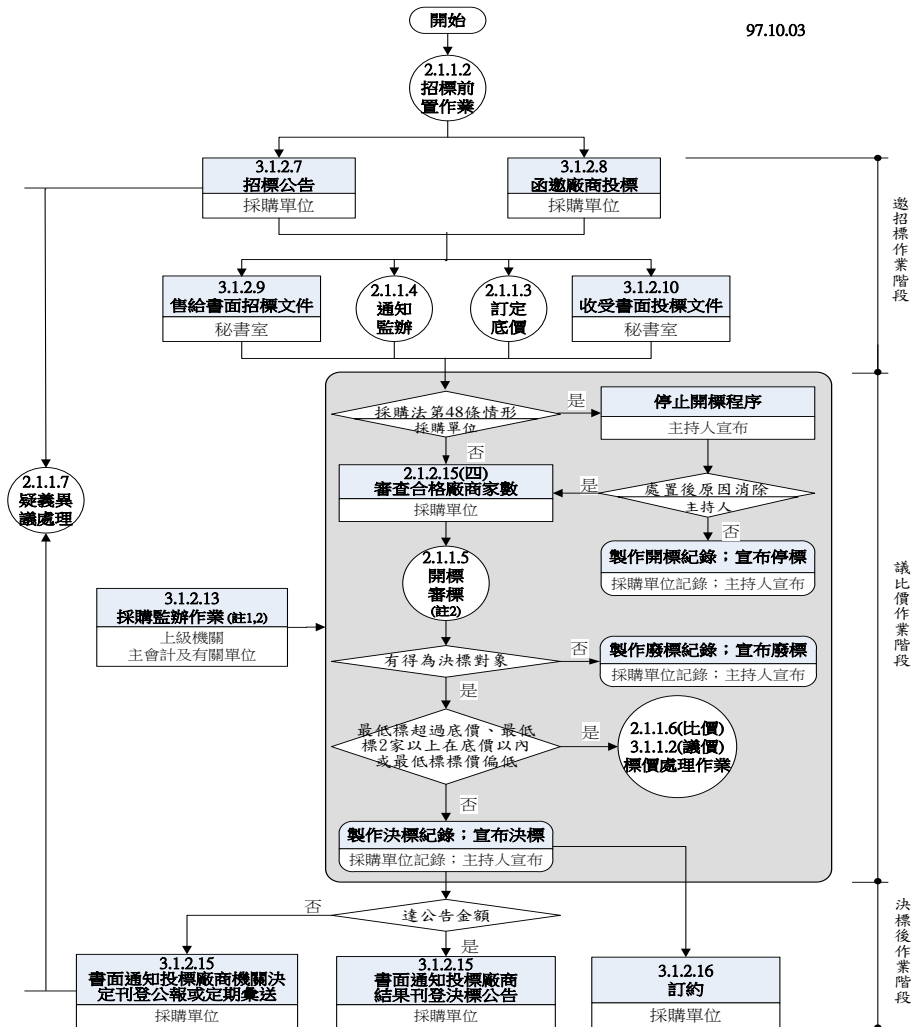 開始
97.10.03
2.1.1.2
招標前
置作業
3.1.2.7
招標公告
採購單位
3.1.2.8
函邀廠商投標
採購單位
邀招標作業階段
3.1.2.9
售給書面招標文件
秘書室
2.1.1.4
通知
監辦
2.1.1.3
訂定
底價
3.1.2.10
收受書面投標文件
秘書室
採購法第48條情形
採購單位
是
停止開標程序
主持人宣布
否
2.1.2.15(四)
審查合格廠商家數
採購單位
是
處置後原因消除
主持人
否
製作開標紀錄；宣布停標
採購單位記錄；主持人宣布
2.1.1.7
疑義異
議處理
2.1.1.5
開標
審標
(註2)
議比價作業階段
3.1.2.13
採購監辦作業(註1,2)
上級機關
主會計及有關單位
有得為決標對象
否
製作廢標紀錄；宣布廢標
採購單位記錄；主持人宣布
是
最低標超過底價、最低
標2家以上在底價以內
或最低標標價偏低
是
2.1.1.6(比價)
3.1.1.2(議價)
標價處理作業
否
製作決標紀錄；宣布決標
採購單位記錄；主持人宣布
達公告金額
否
是
決標後作業階段
3.1.2.15
書面通知投標廠商機關決
定刊登公報或定期彙送
採購單位
3.1.2.15
書面通知投標廠商
結果刊登決標公告
採購單位
3.1.2.16
訂約
採購單位